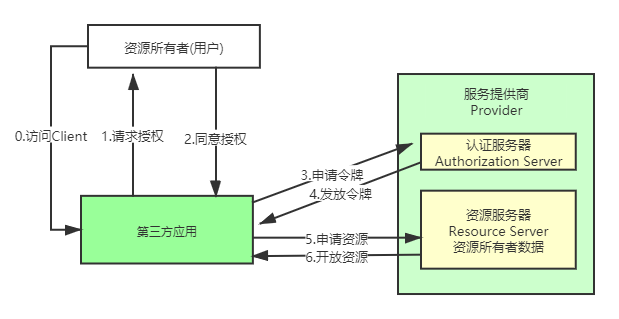 资源所有者(用户)
0.访问Client
1.请求授权
2.同意授权
服务提供商
Provider
认证服务器
Authorization Server
3.申请令牌
4.发放令牌
第三方应用
资源服务器
Resource Server
资源所有者数据
5.申请资源
6.开放资源